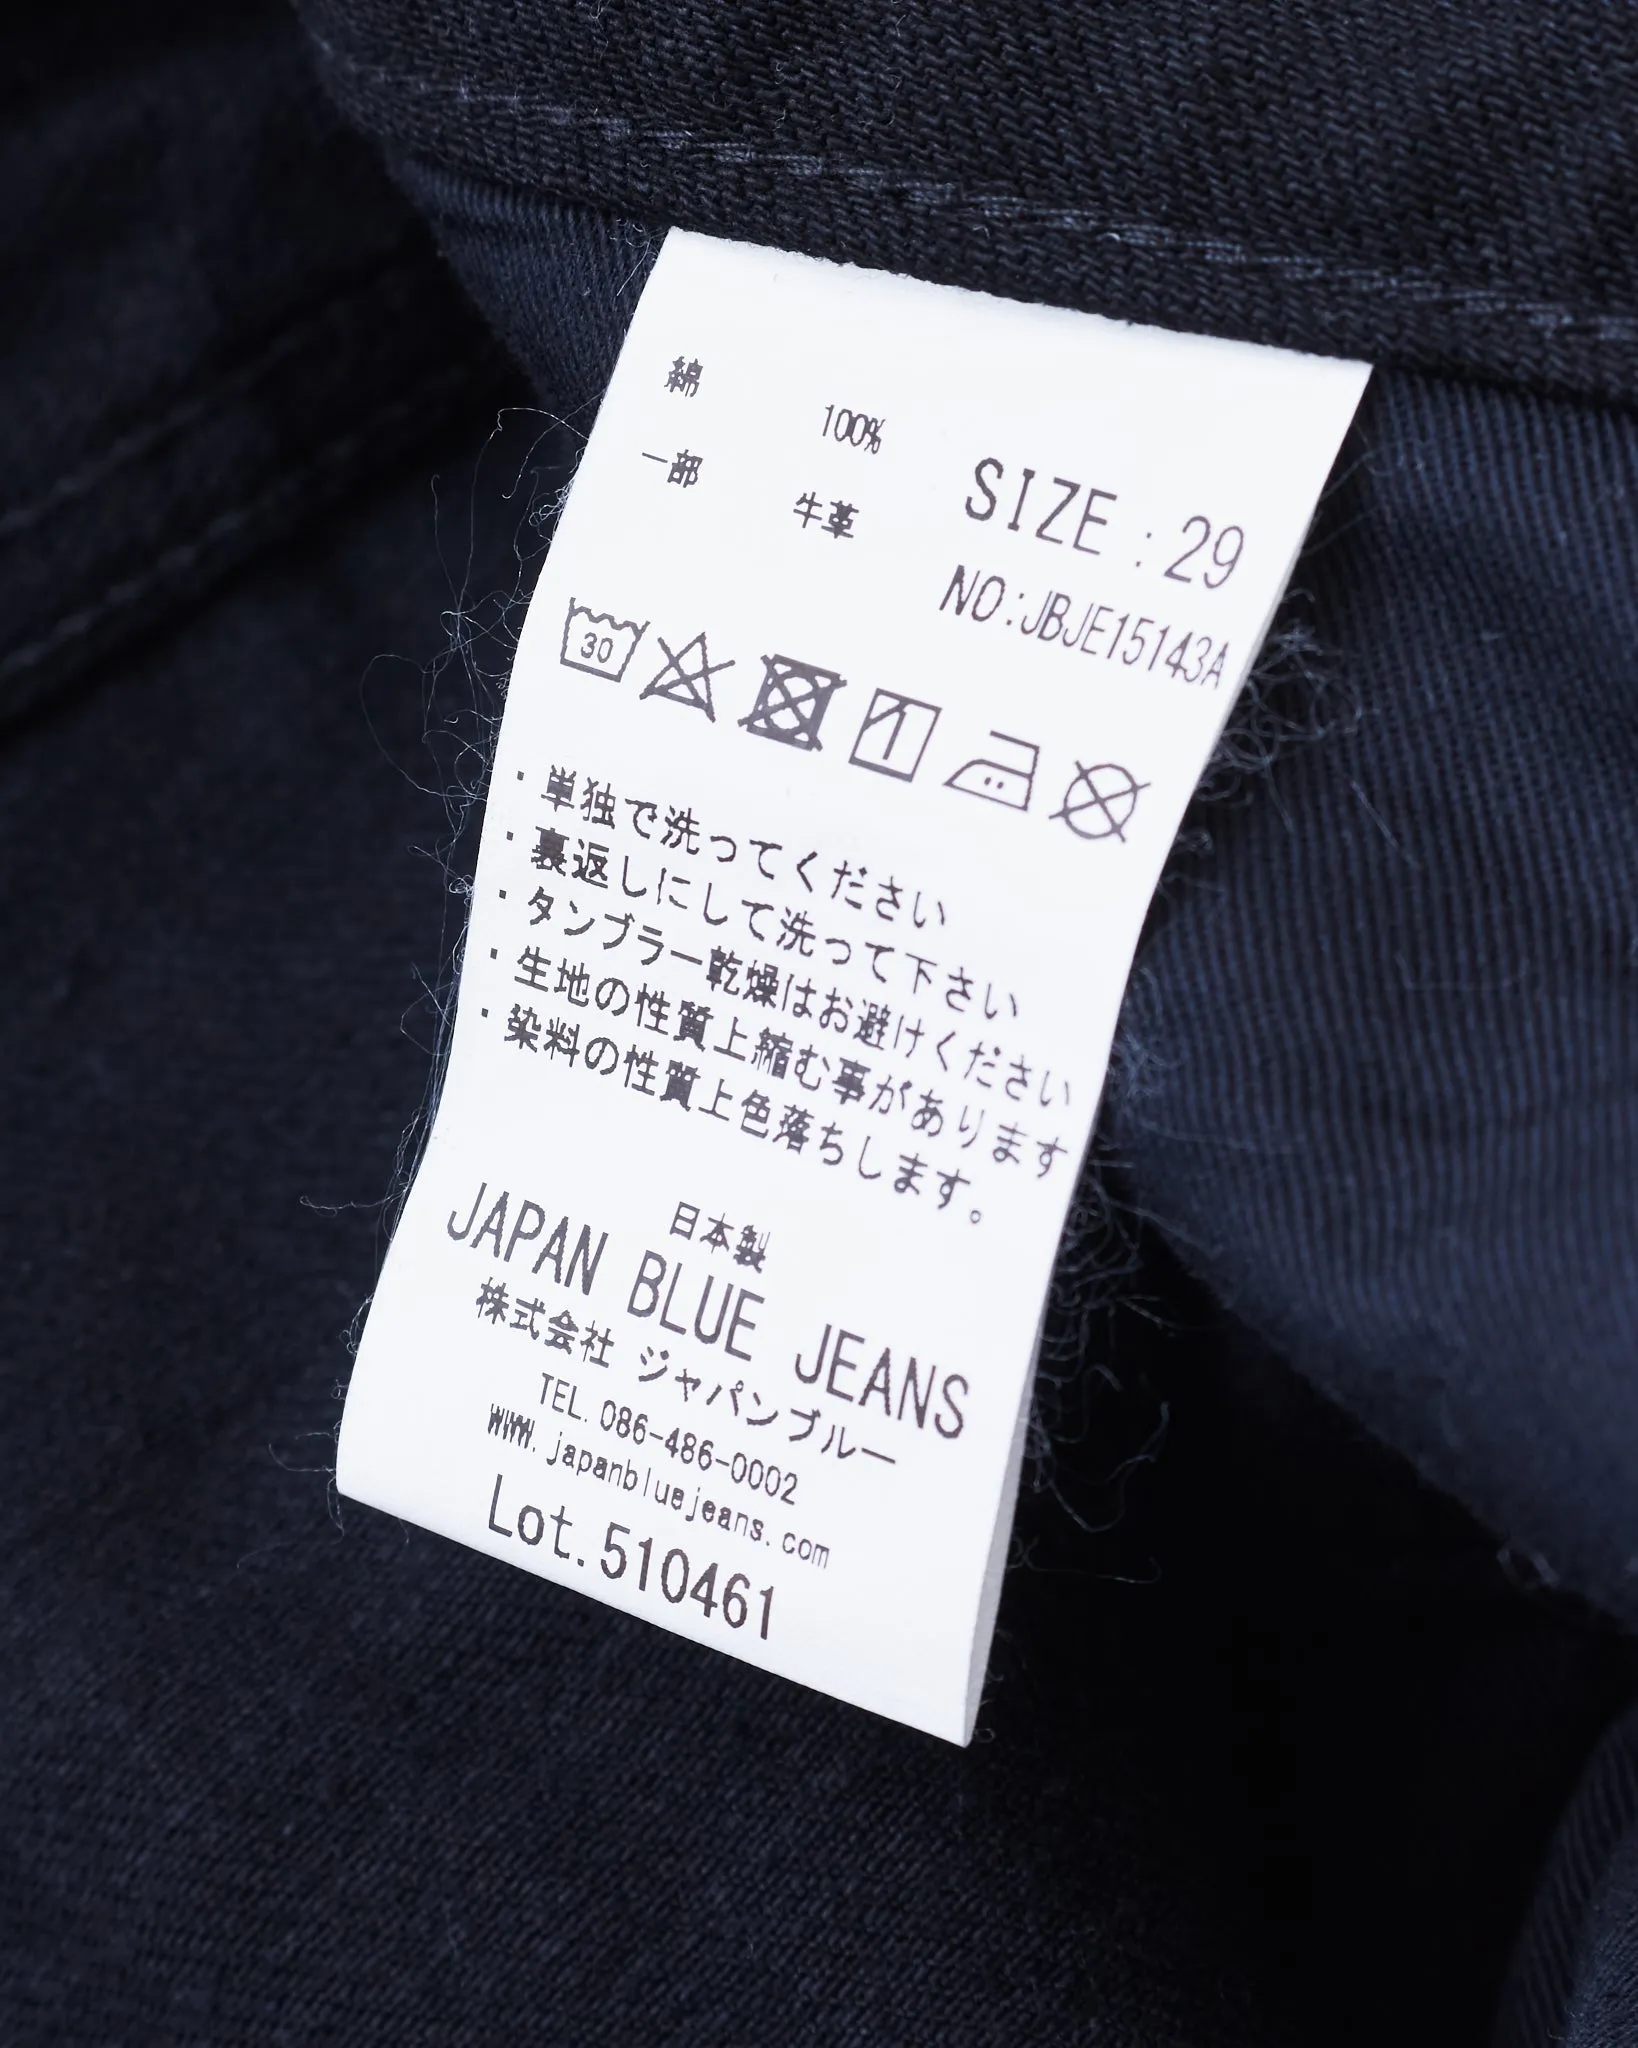 綿 100%
一部 牛革
SIZE : 29
NO:JBJE15143A
30
・単独で洗ってください
・裏返しにして洗って下さい
・タンブラー乾燥はお避けください
・生地の性質上縮む事があります
・染料の性質上色落ちします。
日本製
JAPAN BLUE JEANS
株式会社 ジャパンブルー
TEL. 086-486-0002
www.japanbluejeans.com
Lot.510461